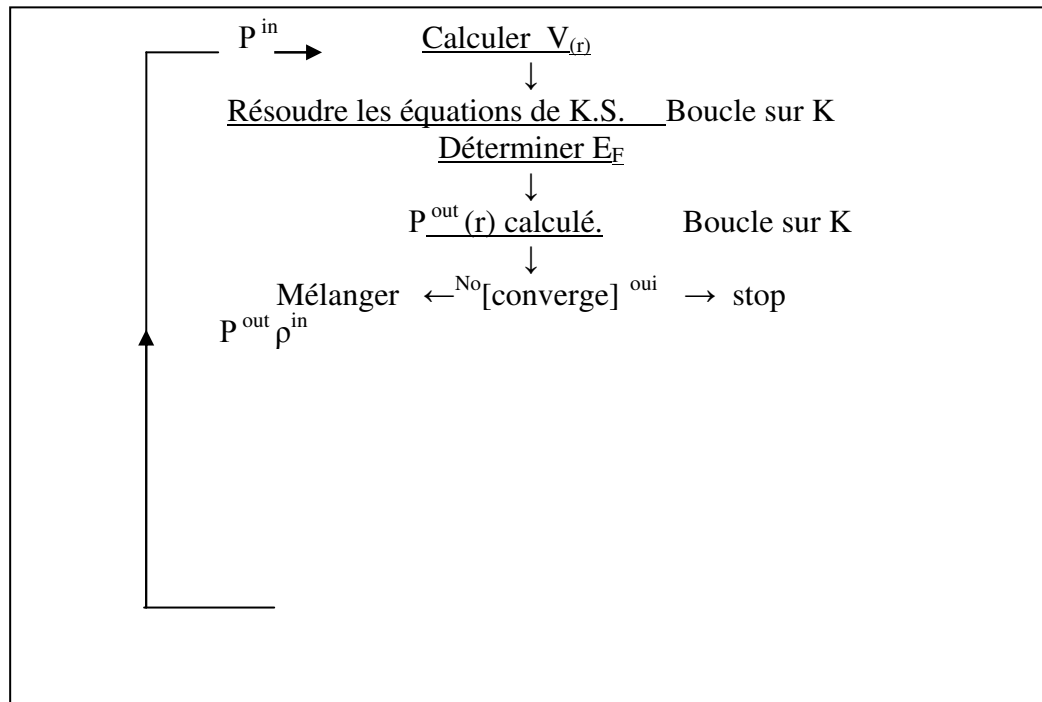 P in Calculer V(r)
↓
Résoudre les équations de K.S. Boucle sur K
Déterminer EF
↓
P out (r) calculé. Boucle sur K
↓
Mélanger ← No [converge] oui → stop
P out ρ in